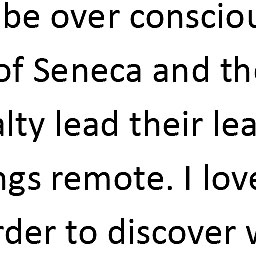 be over consciou
of Seneca and the
alty lead their lea
ngs remote. I love
rder to discover w